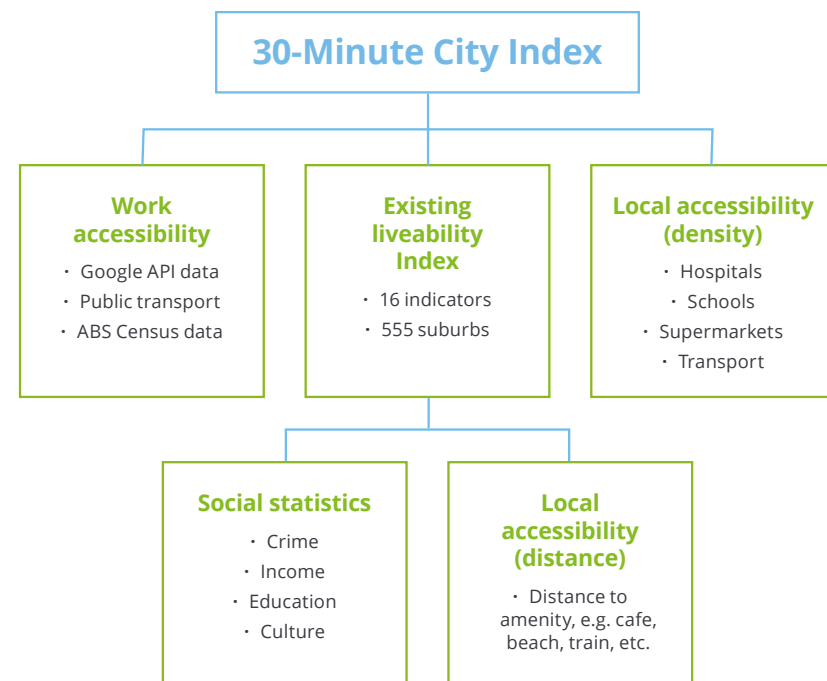 30-Minute City Index
Work
accessibility
· Google API data
· Public transport
· ABS Census data
Existing
liveability
Index
· 16 indicators
· 555 suburbs
Local accessibility
(density)
· Hospitals
· Schools
· Supermarkets
· Transport
Social statistics
· Crime
· Income
· Education
· Culture
Local
accessibility
(distance)
· Distance to
amenity, e.g. cafe,
beach, train, etc.